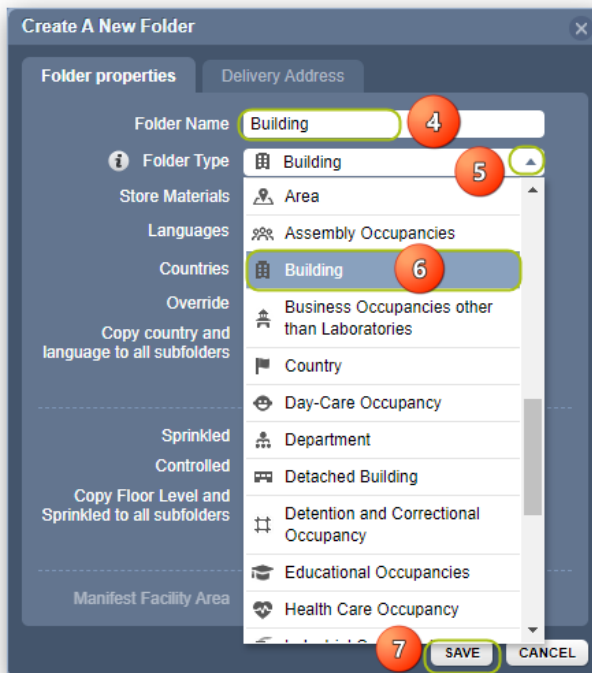 Create A New Folder
Folder properties
Delivery Address
Folder Name
Building
4
i
Folder Type
Building
5
Store Materials
Area
Languages
Assembly Occupancies
Countries
Building
6
Override
Business Occupancies other
than Laboratories
Copy country and
language to all subfolders
Country
Day-Care Occupancy
Sprinkled
Department
Controlled
Detached Building
Copy Floor Level and
Sprinkled to all subfolders
Detention and Correctional
Occupancy
Educational Occupancies
Manifest Facility Area
Health Care Occupancy
7
SAVE
CANCEL